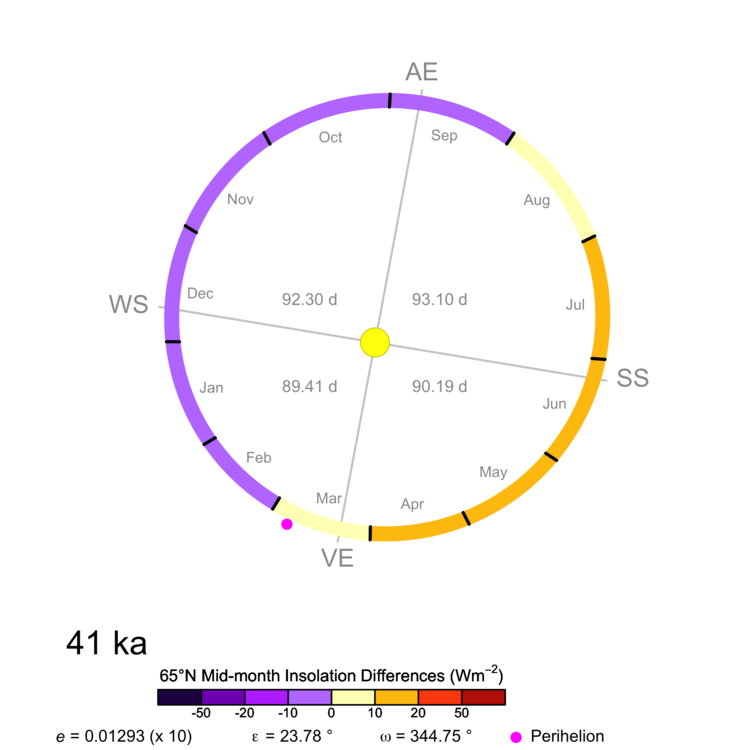 AE
Oct
Sep
Nov
Aug
WS
Dec
92.30 d
93.10 d
Jul
SS
89.41 d
90.19 d
Jan
Jun
Feb
May
Mar
Apr
VE
41 ka
65°N Mid-month Insolation Differences (Wm⁻²)
-50 -20 -10 0 10 20 50
e = 0.01293 (x 10) ε = 23.78 ° ω = 344.75 ° Perihelion